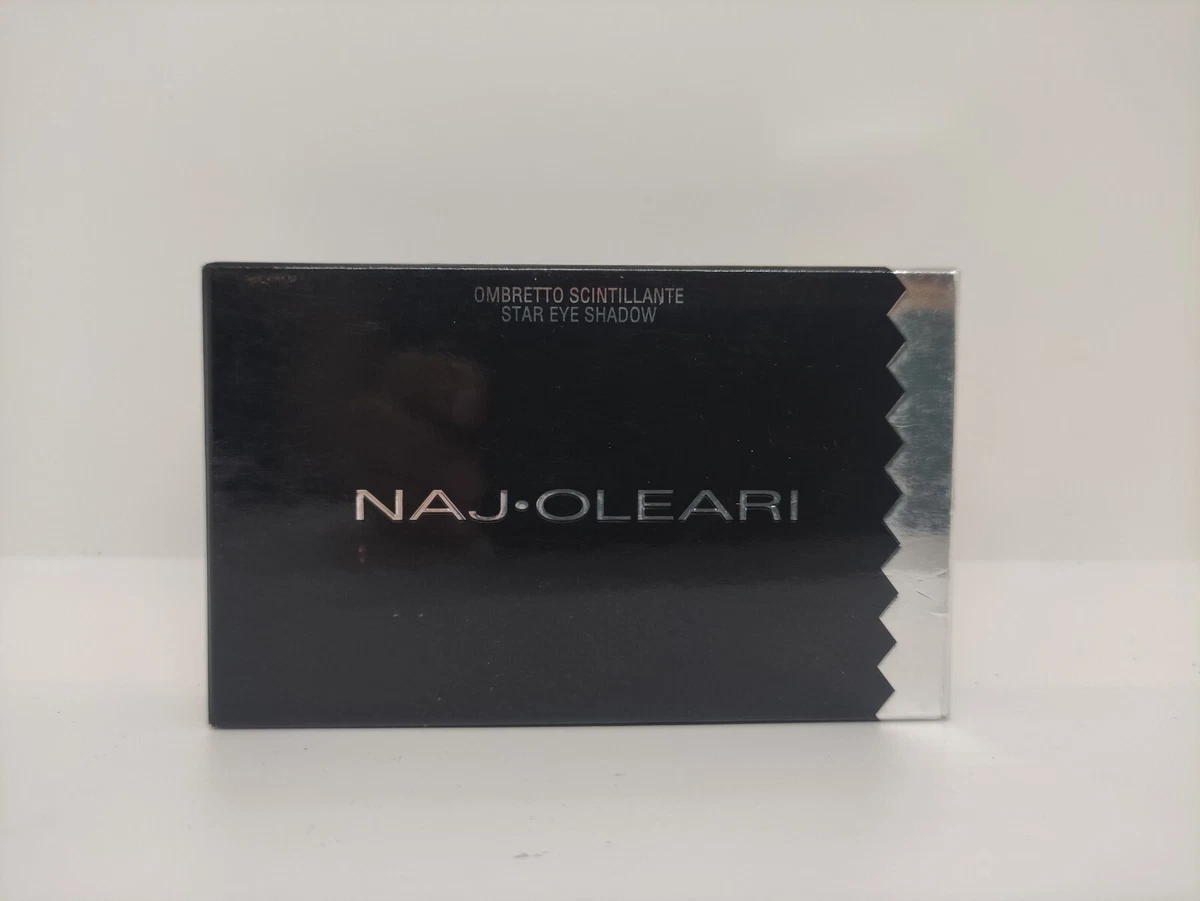 OMBRETTO SCINTILLANTE
STAR EYE SHADOW
NAJ•OLEARI